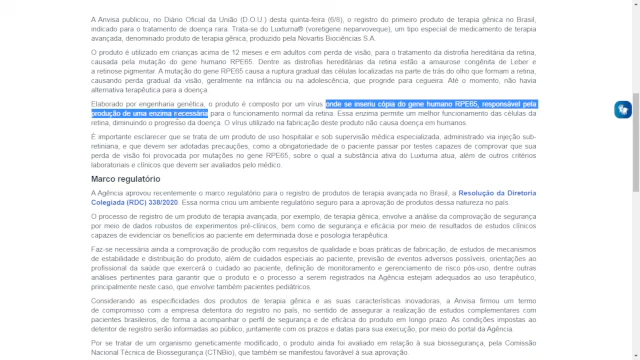 A Anvisa publicou, no Diário Oficial da União (D.O.U.) desta quinta-feira (6/8), o registro do primeiro produto de terapia gênica no Brasil,
indicado para o tratamento de doença rara. Trata-se do Luxturna® (voretigene neparvoveque), um tipo especial de medicamento de terapia
avançada, denominado produto de terapia gênica, produzido pela Novartis Biociências S.A.
O produto é utilizado em crianças acima de 12 meses e em adultos com perda de visão, para o tratamento da distrofia hereditária da retina,
causada pela mutação do gene humano RPE65. Dentre as distrofias hereditárias da retina estão a amaurose congênita de Leber e
a retinose pigmentar. A mutação do gene RPE65 causa a ruptura gradual das células localizadas na parte de trás do olho que formam a retina,
causando perda gradual da visão, geralmente na infância ou na adolescência, que progride para cegueira. Até o momento, não havia
alternativa terapêutica para a doença.
Elaborado por engenharia genética, o produto é composto por um vírus onde se inseriu cópia do gene humano RPE65, responsável pela
produção de uma enzima necessária para o funcionamento normal da retina. Essa enzima permite um melhor funcionamento das células da
retina, diminuindo o progresso da doença. O vírus utilizado na fabricação deste produto não causa doença em humanos.
É importante esclarecer que se trata de um produto de uso hospitalar e sob supervisão médica especializada, administrado via injeção sub-
retiniana, e que devem ser adotadas precauções, como a obrigatoriedade de o paciente passar por testes capazes de comprovar que
sua perda de visão foi provocada por mutações no gene RPE65, sobre o qual a substância ativa do Luxturna atua, além de outros critérios
laboratoriais e clínicos que devem ser avaliados pelo médico.
Marco regulatório
A Agência aprovou recentemente o marco regulatório para o registro de produtos de terapia avançada no Brasil, a Resolução da Diretoria
Colegiada (RDC) 338/2020. Essa norma criou um ambiente regulatório seguro para a aprovação de produtos dessa natureza no país.
O processo de registro de um produto de terapia avançada, por exemplo, de terapia gênica, envolve a análise da comprovação de segurança
por meio de dados robustos de experimentos pré-clínicos, bem como de segurança e eficácia por meio de resultados de estudos clínicos
capazes de evidenciar os benefícios ao paciente em determinada dose e posologia terapêutica.
Faz-se necessária ainda a comprovação de produção com requisitos de qualidade e boas práticas de fabricação, de estudos de mecanismos
de estabilidade e distribuição do produto, além de cuidados especiais ao paciente, previsão de eventos adversos possíveis, orientações ao
profissional da saúde que exercerá o cuidado ao paciente, definição de monitoramento e gerenciamento de risco pós-uso, dentre outras
análises pertinentes para garantir que o produto e o processo a serem registrados na Agência estejam adequados ao uso terapêutico,
principalmente neste caso, que envolve também pacientes pediátricos.
Considerando as especificidades dos produtos de terapia gênica e as suas características inovadoras, a Anvisa firmou um termo
de compromisso com a empresa detentora do registro no país, no sentido de assegurar a realização de estudos complementares com
pacientes brasileiros, de forma a acompanhar o perfil de segurança e de eficácia do produto em longo prazo. As condições impostas ao
detentor de registro serão informadas ao público, juntamente com os prazos e datas para sua execução, por meio do portal da Agência.
Por se tratar de um organismo geneticamente modificado, o produto ainda foi avaliado em relação à sua biossegurança, pela Comissão
Nacional Técnica de Biossegurança (CTNBio), que também se manifestou favorável à sua aprovação.